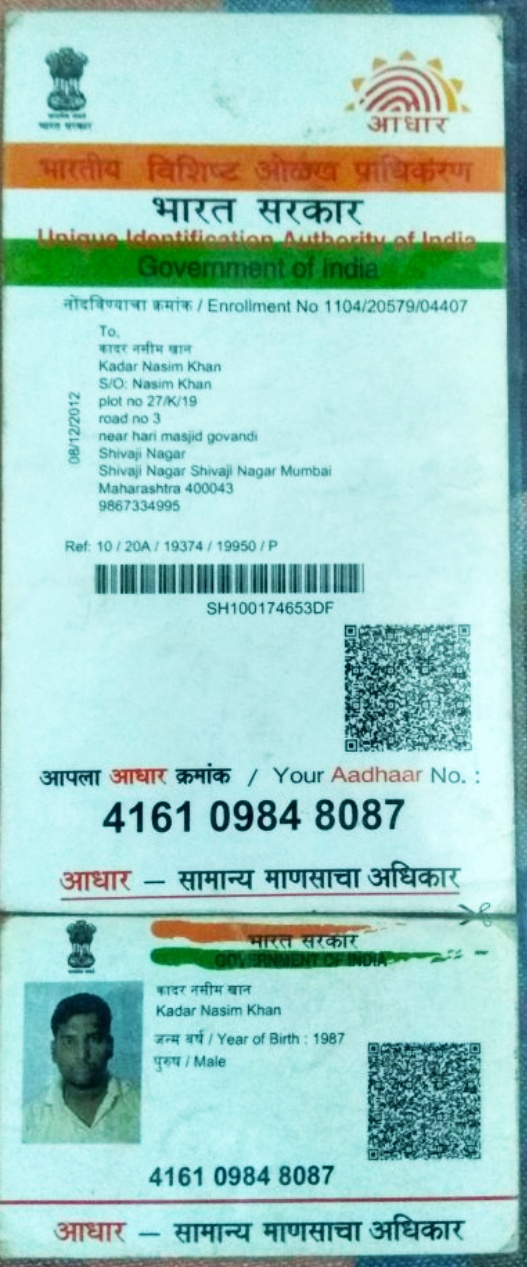 भारत सरकार
आधार
भारतीय विशिष्ट ओळख प्राधिकरण
भारत सरकार
Unique Identification Authority of India
Government of India
नोंदविण्याचा क्रमांक / Enrollment No 1104/20579/04407
To,
कादर नसीम खान
Kadar Nasim Khan
S/O: Nasim Khan
plot no 27/K/19
road no 3
near hari masjid govandi
Shivaji Nagar
Shivaji Nagar Shivaji Nagar Mumbai
Maharashtra 400043
9867334995
08/12/2012
Ref: 10 / 20A / 19374 / 19950 / P
SH100174653DF
आपला आधार क्रमांक / Your Aadhaar No. :
4161 0984 8087
आधार – सामान्य माणसाचा अधिकार
भारत सरकार
GOVERNMENT OF INDIA
कादर नसीम खान
Kadar Nasim Khan
जन्म वर्ष / Year of Birth : 1987
पुरुष / Male
4161 0984 8087
आधार – सामान्य माणसाचा अधिकार